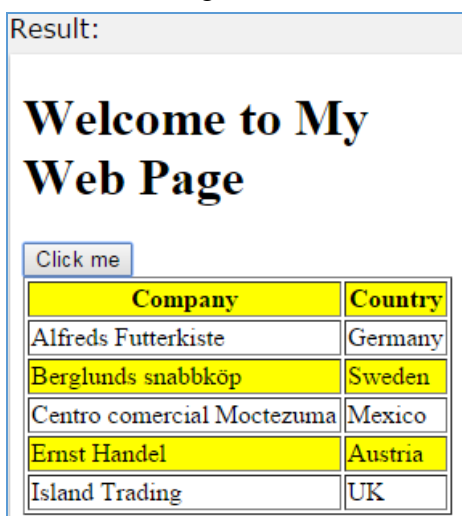 Result:
Welcome to My
Web Page
Click me
Company Country
Alfreds Futterkiste Germany
Berglunds snabbköp Sweden
Centro comercial Moctezuma Mexico
Ernst Handel Austria
Island Trading UK